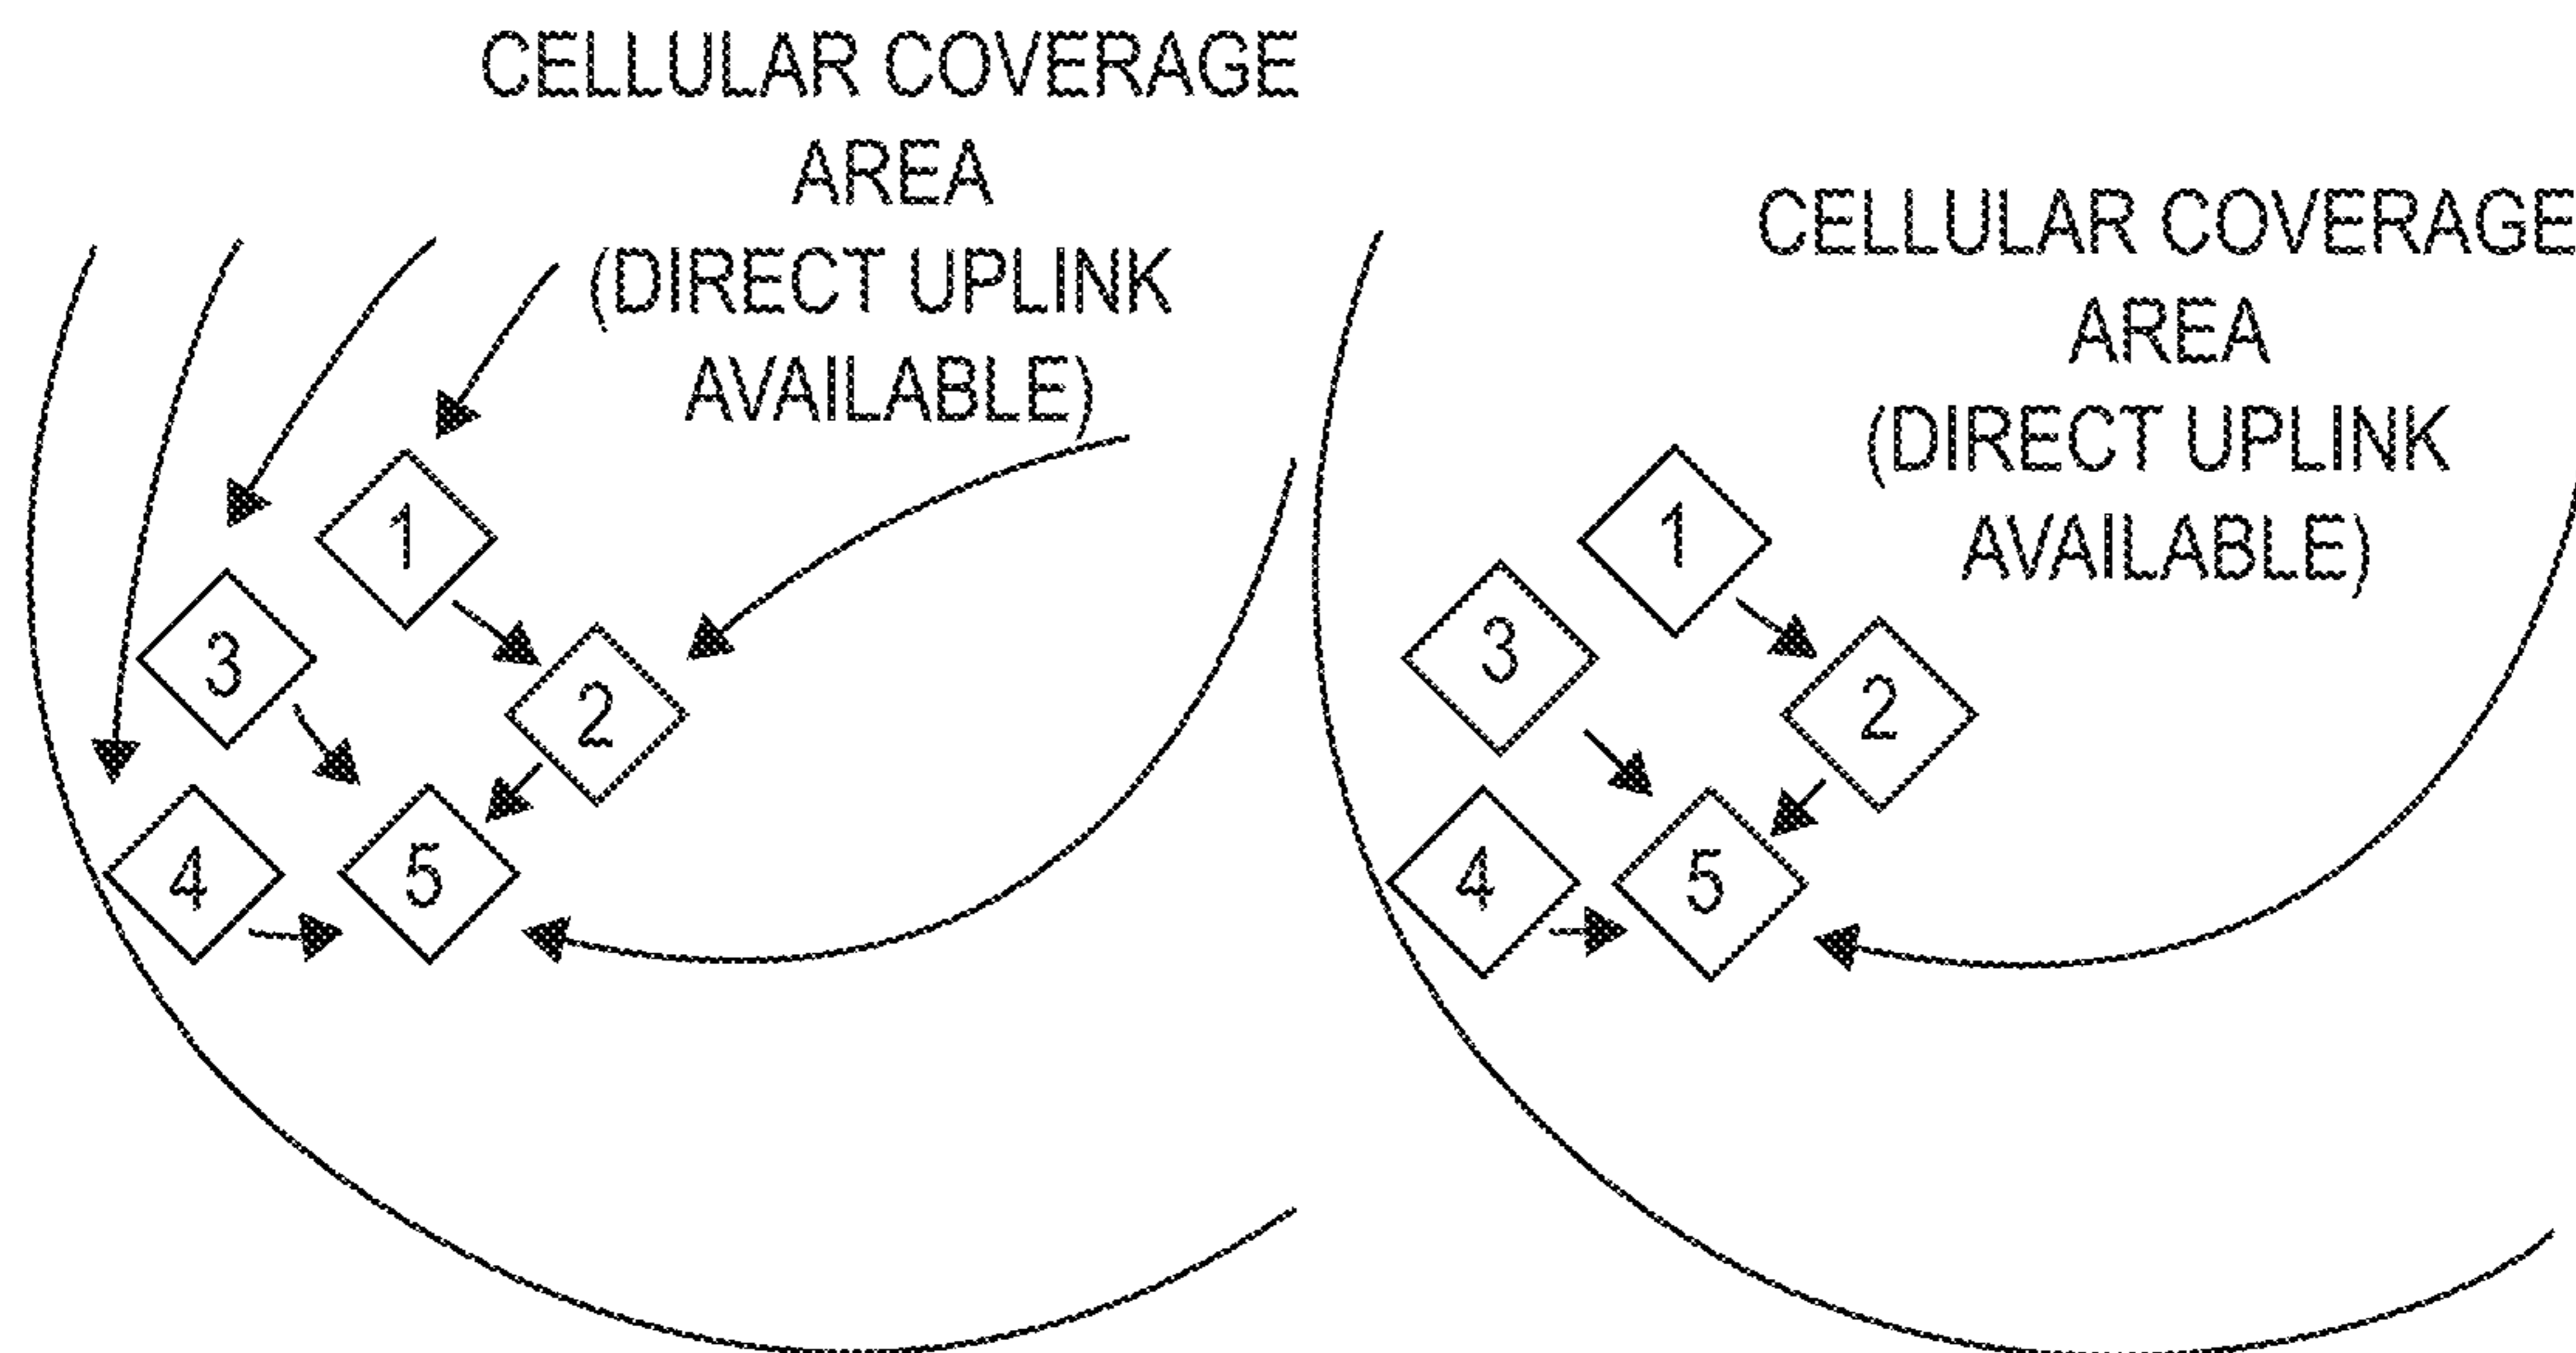 CELLULAR COVERAGE
AREA
(DIRECT UPLINK
AVAILABLE)
1
3
2
4
5
CELLULAR COVERAGE
AREA
(DIRECT UPLINK
AVAILABLE)
1
3
2
4
5